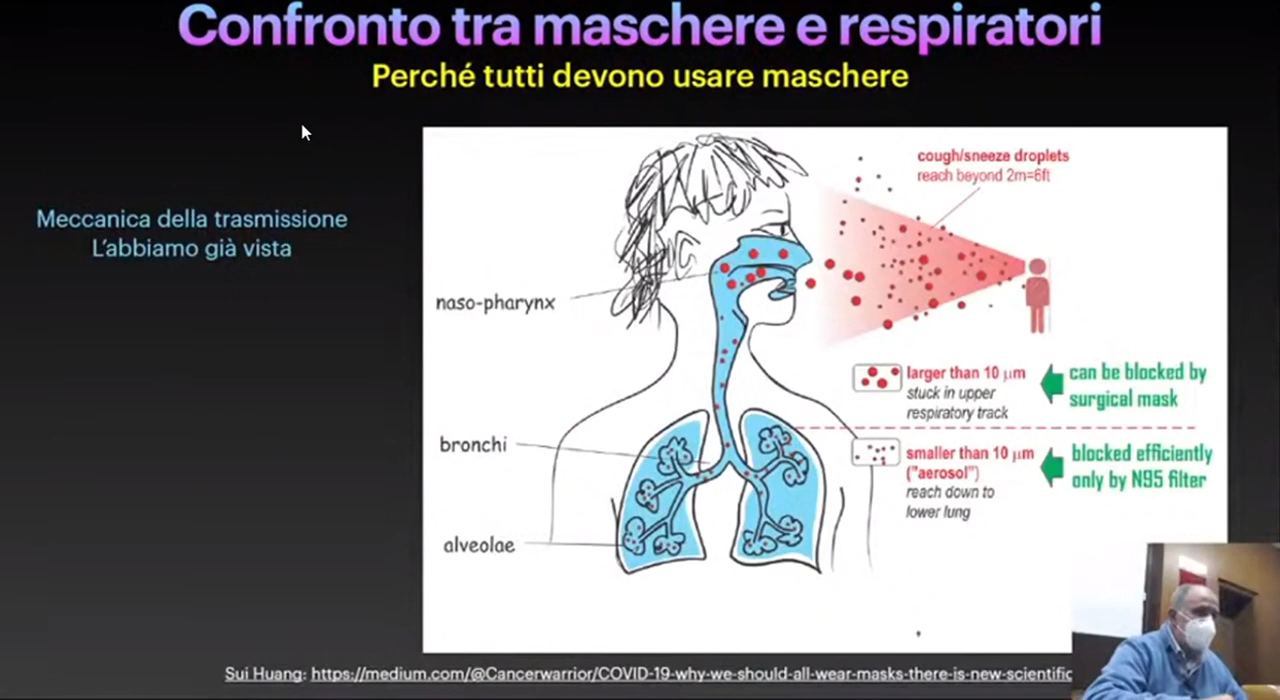 Confronto tra maschere e respiratori
Perché tutti devono usare maschere
Meccanica della trasmissione
L'abbiamo già vista
cough/sneeze droplets
reach beyond 2m=6ft
naso-pharynx
larger than 10 μm
stuck in upper
respiratory track
can be blocked by
surgical mask
bronchi
smaller than 10 μm
("aerosol")
reach down to
lower lung
blocked efficiently
only by N95 filter
alveolae
Sui Huang: https://medium.com/@Cancerwarrior/COVID-19-why-we-should-all-wear-masks-there-is-new-scientific